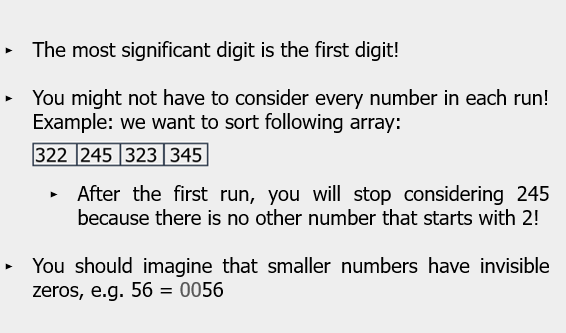 ► The most significant digit is the first digit!
► You might not have to consider every number in each run!
Example: we want to sort following array:
322 245 323 345
► After the first run, you will stop considering 245
because there is no other number that starts with 2!
► You should imagine that smaller numbers have invisible
zeros, e.g. 56 = 0056